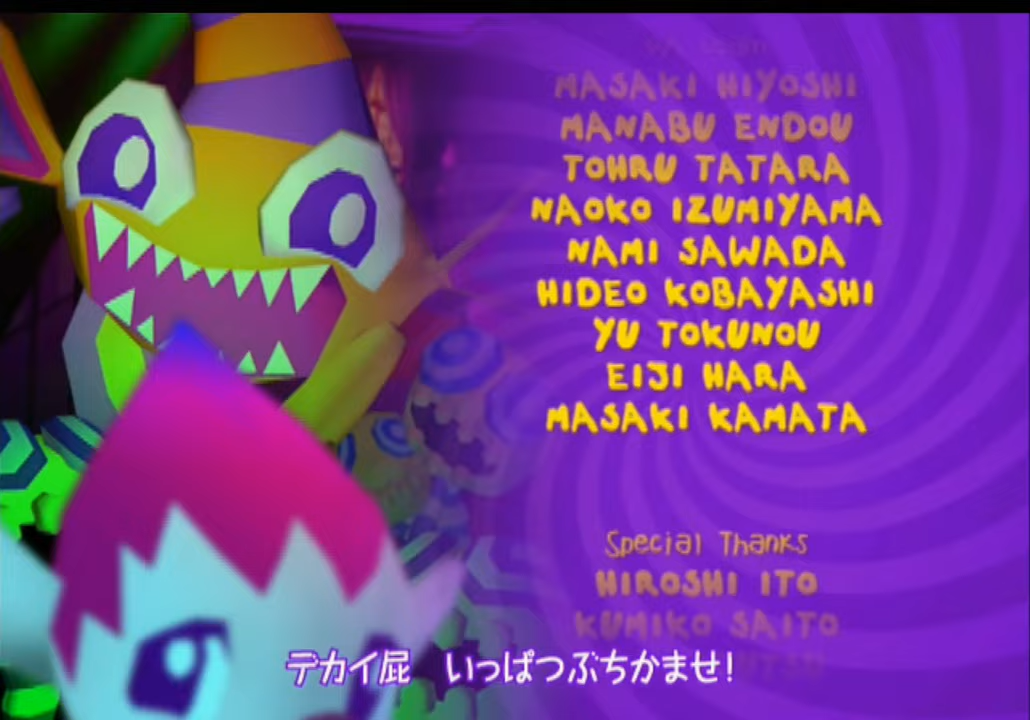 MASAKI HIYOSHI
MANABU ENDOU
TOHRU TATARA
NAOKO IZUMIYAMA
NAMI SAWADA
HIDEO KOBAYASHI
YU TOKUNOU
EIJI HARA
MASAKI KAMATA
Special Thanks
HIROSHI ITO
KUMIKO SAITO
デカイ屁 いっぱつぶちかませ!